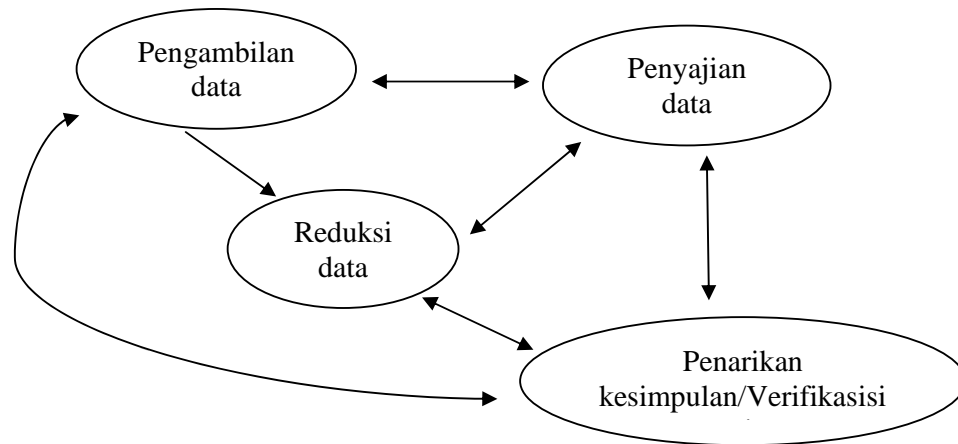 Pengambilan
data
Penyajian
data
Reduksi
data
Penarikan
kesimpulan/Verifikasisi